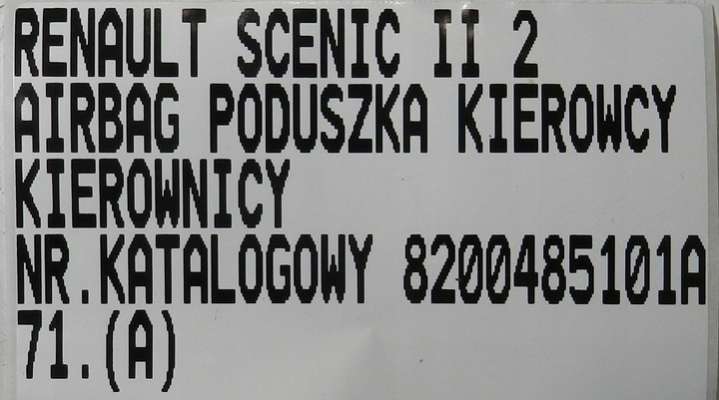 RENAULT SCENIC II 2
AIRBAG PODUSZKA KIEROWCY
KIEROWNICY
NR.KATALOGOWY 8200485101A
71.(A)